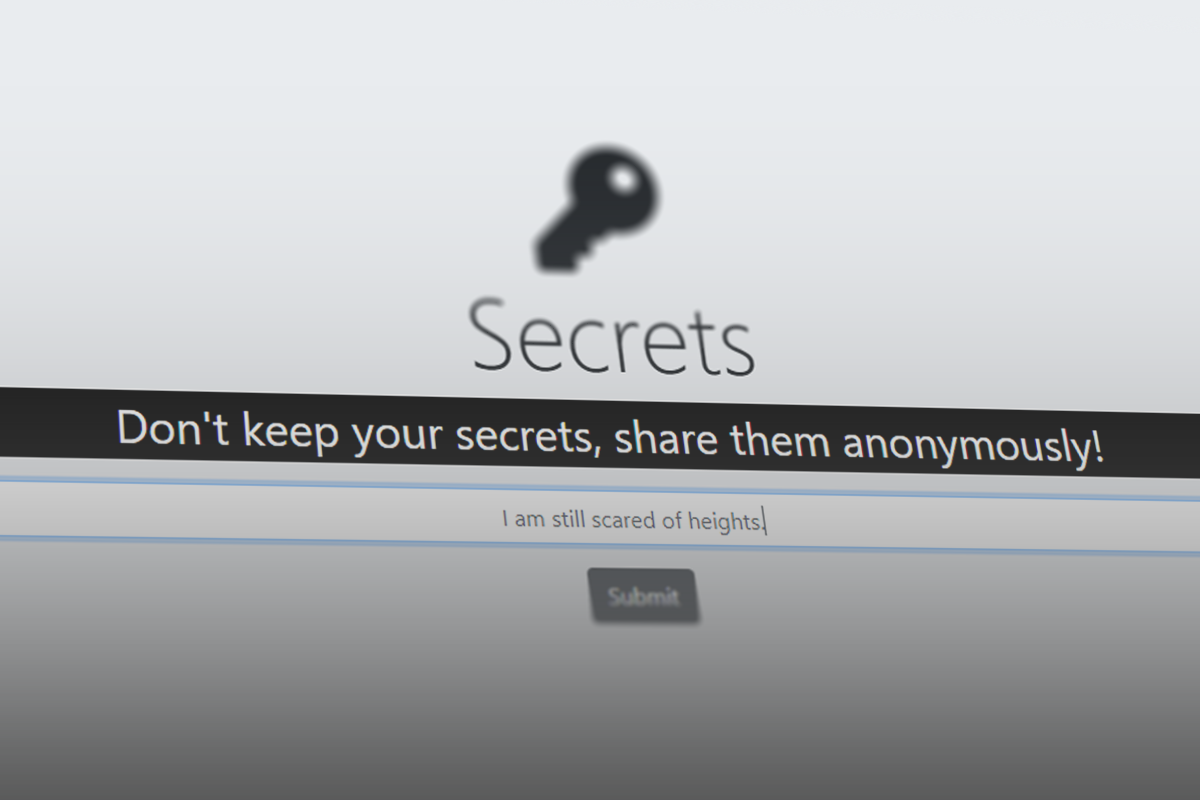 Secrets
Don't keep your secrets, share them anonymously!
I am still scared of heights.
Submit